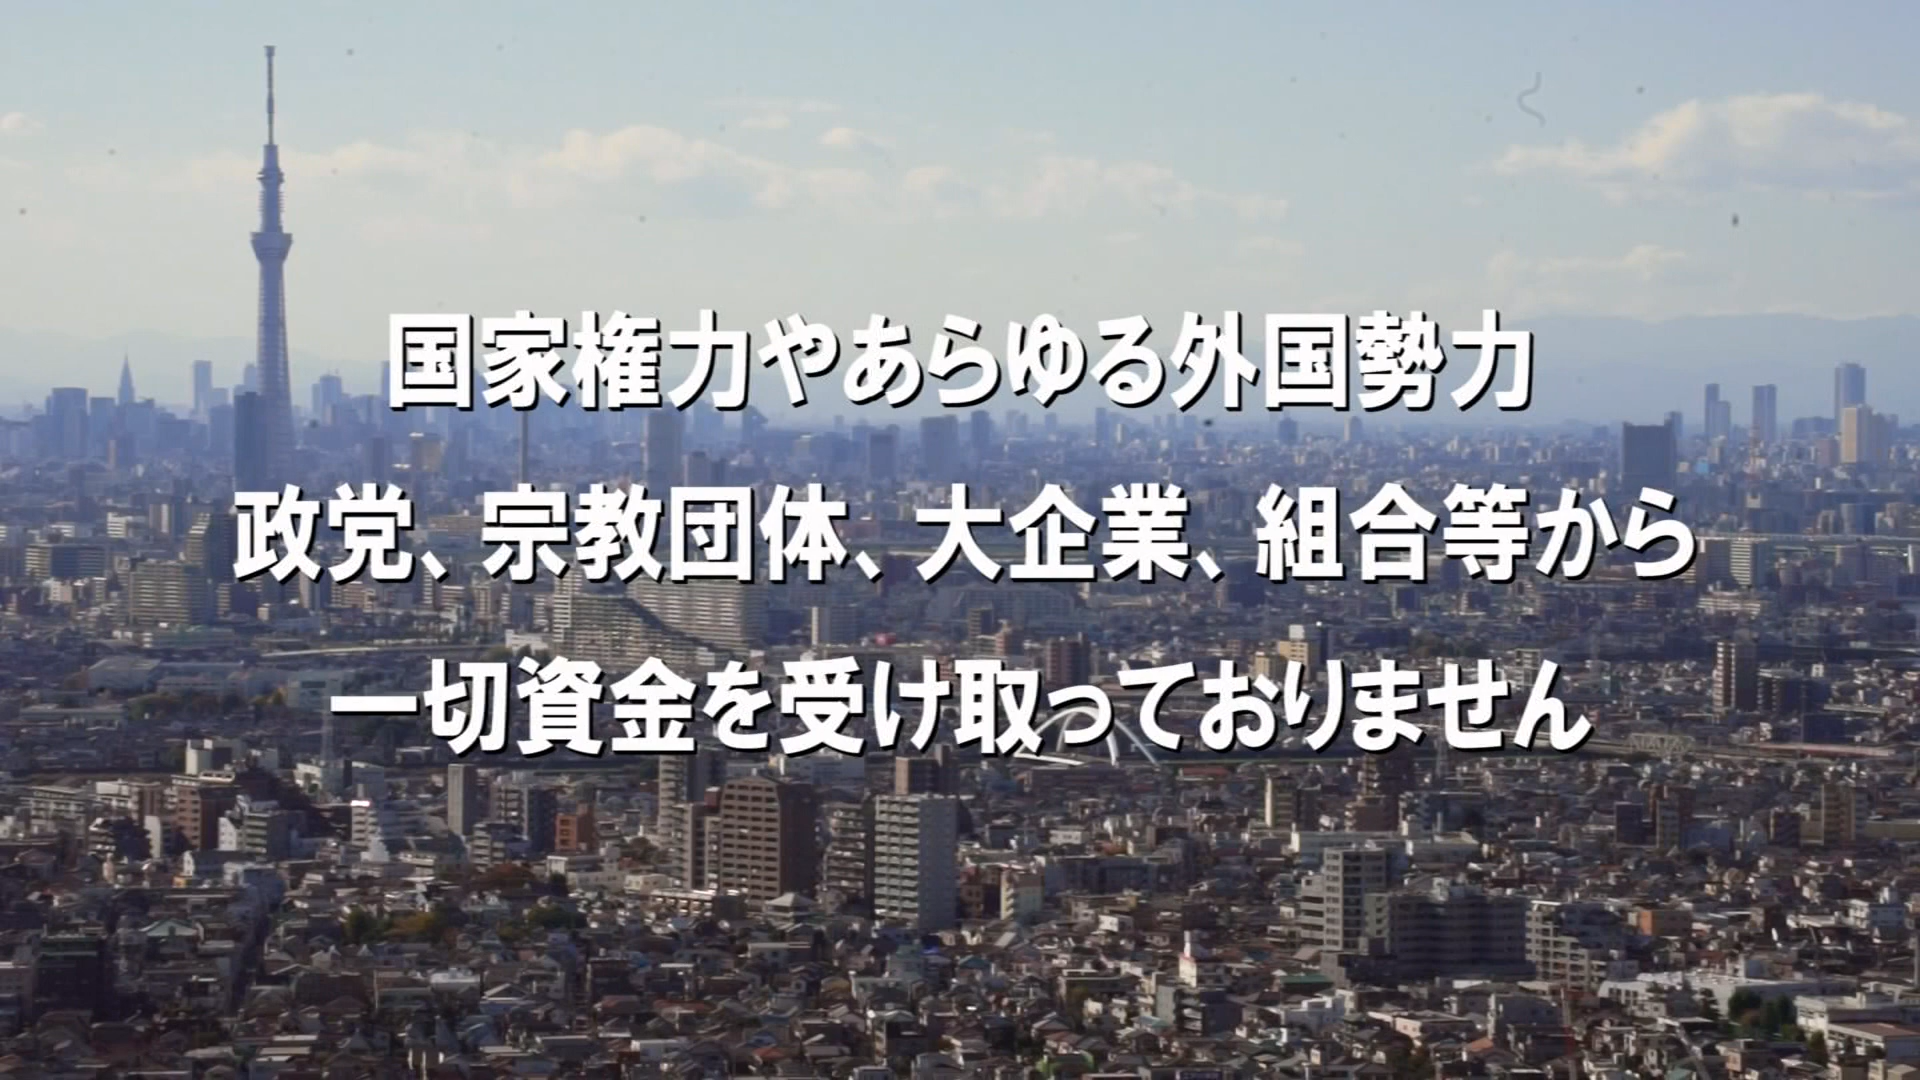 国家権力やあらゆる外国勢力
政党、宗教団体、大企業、組合等から
一切資金を受け取っておりません